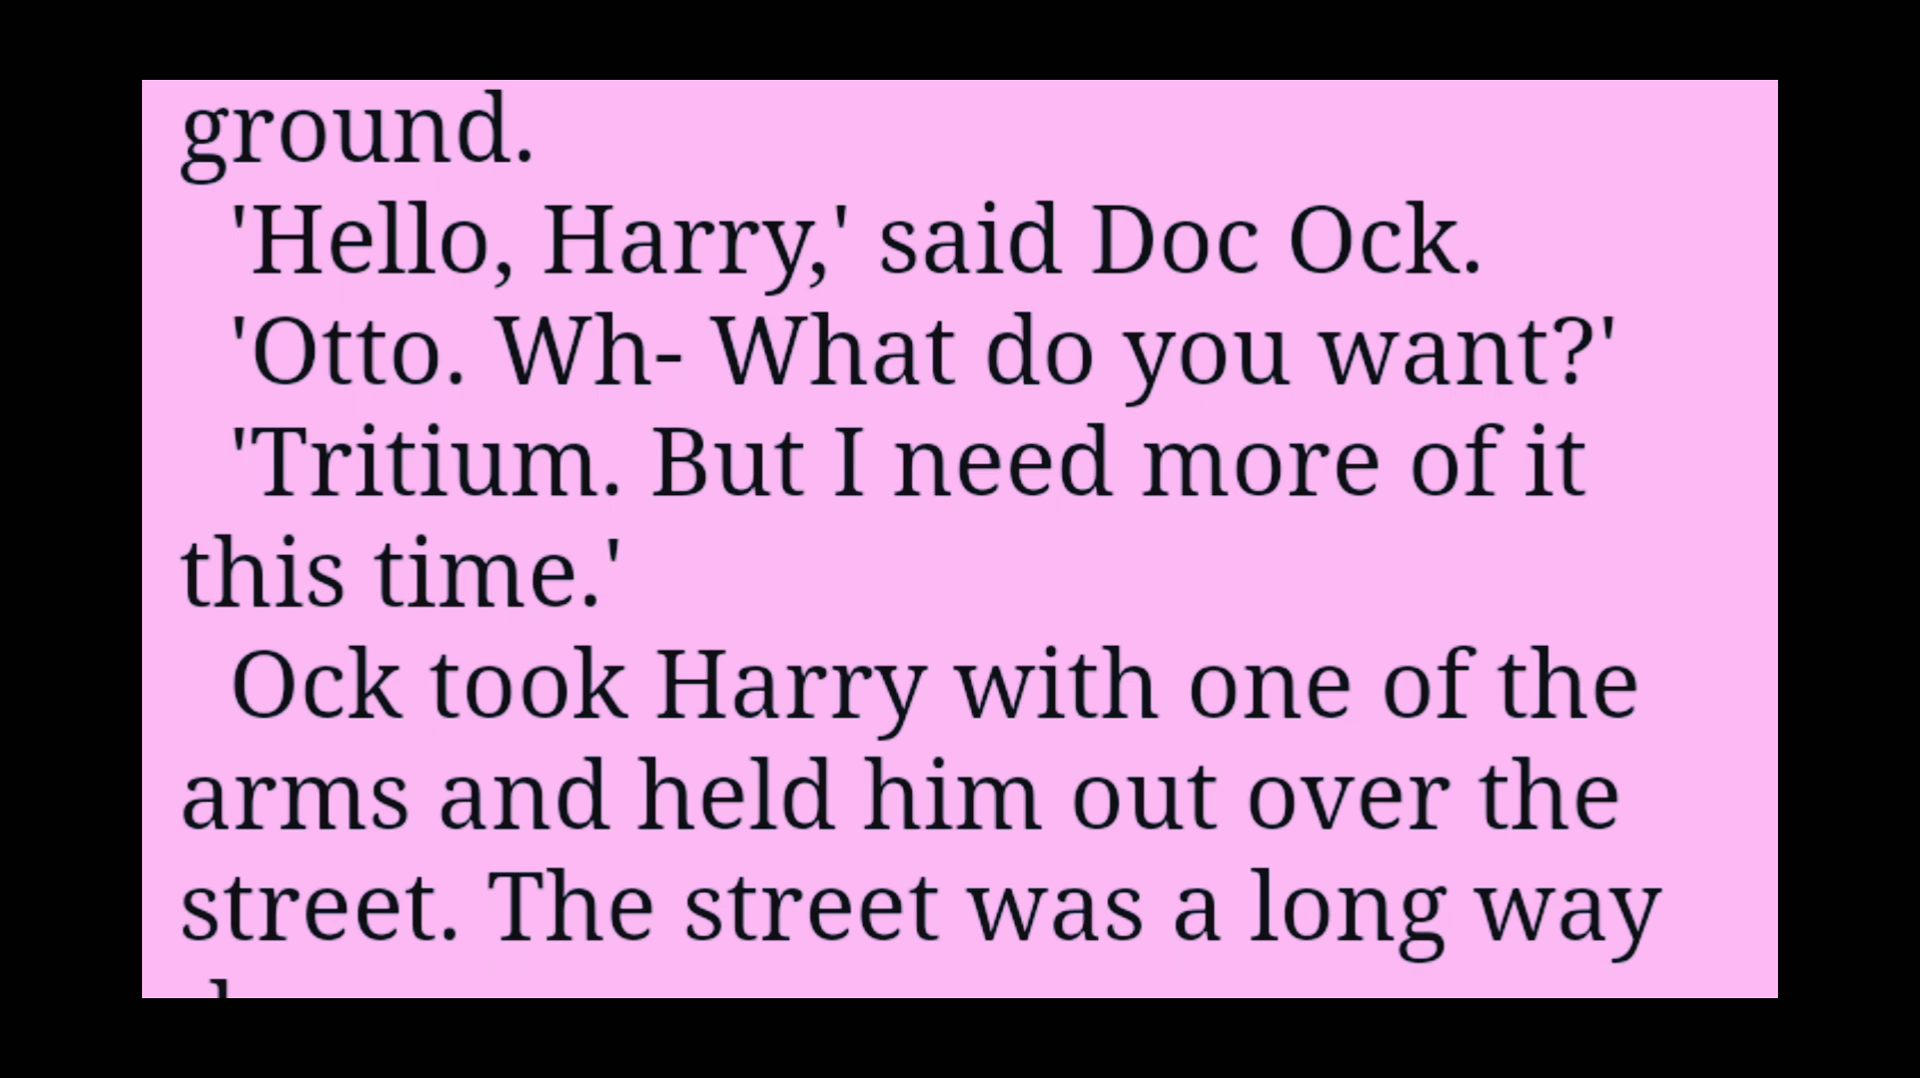 ground.
'Hello, Harry,' said Doc Ock.
'Otto. Wh- What do you want?'
'Tritium. But I need more of it
this time.'
Ock took Harry with one of the
arms and held him out over the
street. The street was a long way